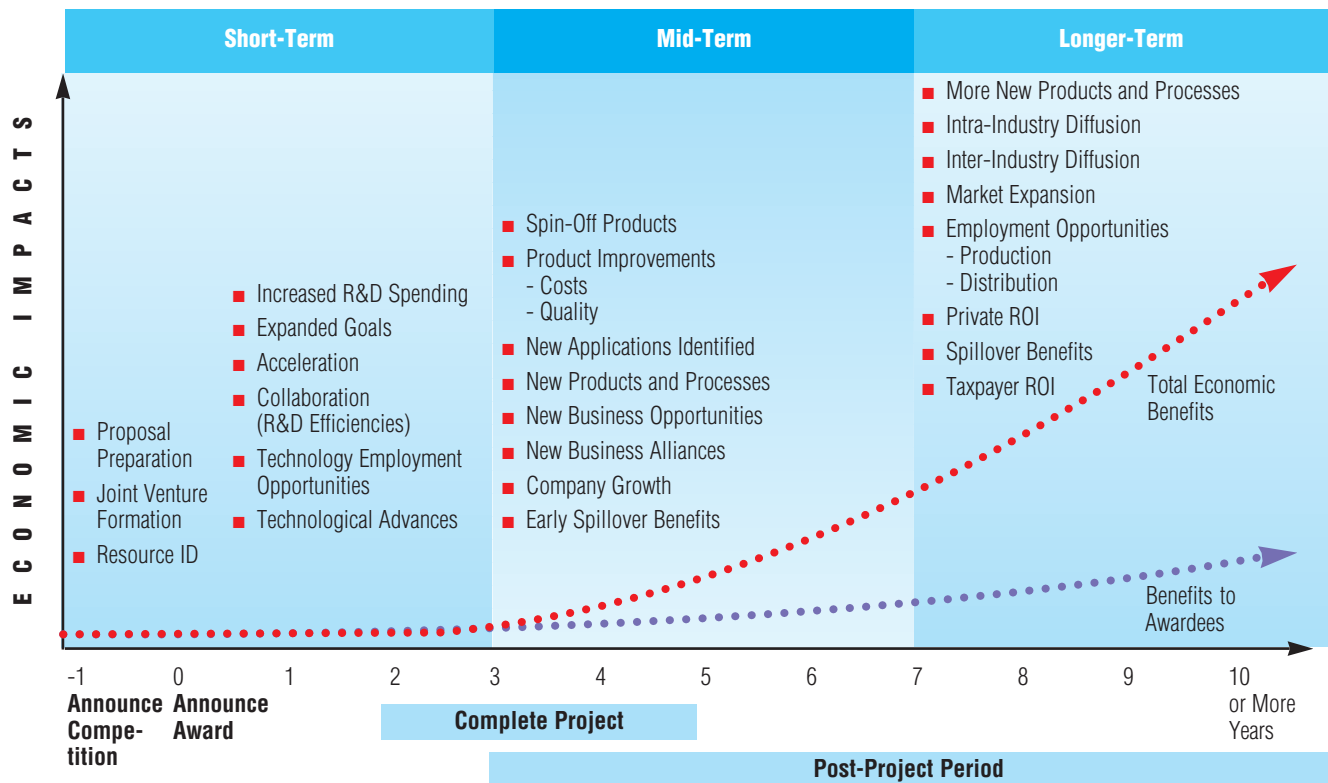 Short-Term
Mid-Term
Longer-Term
ECONOMIC IMPACTS
■ Proposal
Preparation
■ Joint Venture
Formation
■ Resource ID
■ Increased R&D Spending
■ Expanded Goals
■ Acceleration
■ Collaboration
(R&D Efficiencies)
■ Technology Employment
Opportunities
■ Technological Advances
■ Spin-Off Products
■ Product Improvements
- Costs
- Quality
■ New Applications Identified
■ New Products and Processes
■ New Business Opportunities
■ New Business Alliances
■ Company Growth
■ Early Spillover Benefits
■ More New Products and Processes
■ Intra-Industry Diffusion
■ Inter-Industry Diffusion
■ Market Expansion
■ Employment Opportunities
- Production
- Distribution
■ Private ROI
■ Spillover Benefits
■ Taxpayer ROI
Total Economic
Benefits
Benefits to
Awardees
-1 0 1 2 3 4 5 6 7 8 9 10
or More
Years
Announce
Compe-
tition
Announce
Award
Complete Project
Post-Project Period